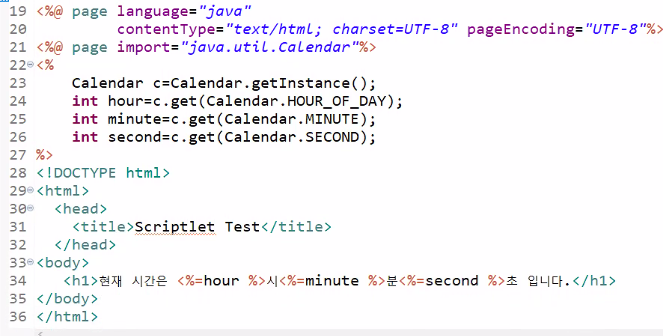 19 <%@ page language="java"
20          contentType="text/html; charset=UTF-8" pageEncoding="UTF-8"%>
21 <%@ page import="java.util.Calendar"%>
22 <%
23     Calendar c=Calendar.getInstance();
24     int hour=c.get(Calendar.HOUR_OF_DAY);
25     int minute=c.get(Calendar.MINUTE);
26     int second=c.get(Calendar.SECOND);
27 %>
28 <!DOCTYPE html>
29 <html>
30   <head>
31     <title>Scriptlet Test</title>
32   </head>
33 <body>
34    <h1>현재 시간은 <%=hour %>시<%=minute %>분<%=second %>초 입니다.</h1>
35 </body>
36 </html>